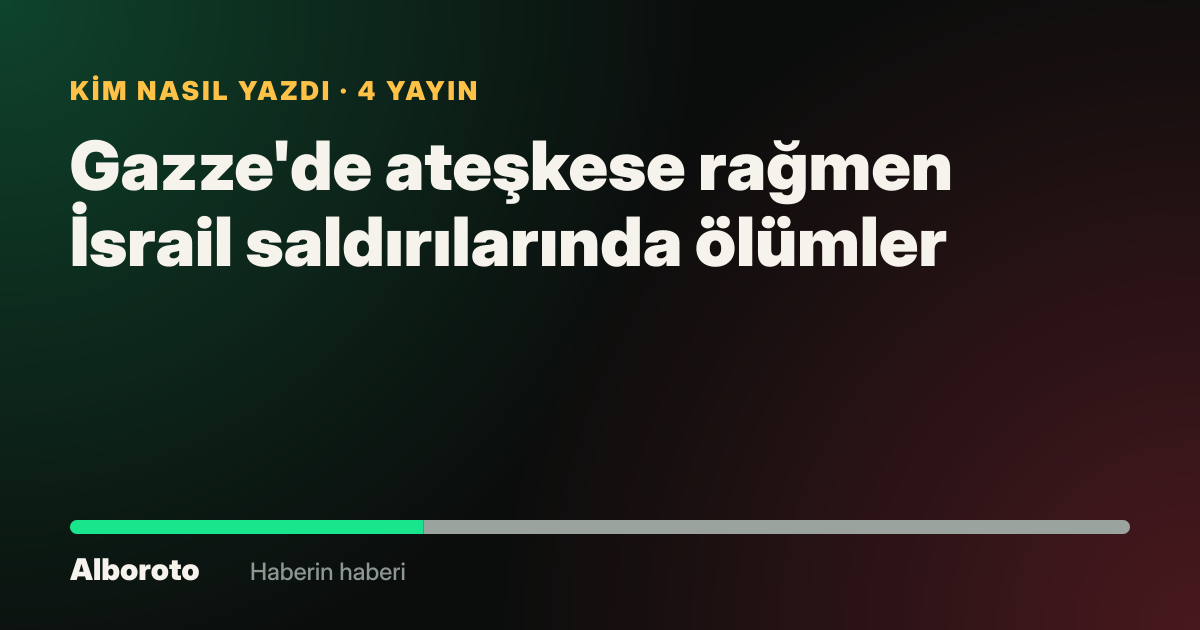 KİM NASIL YAZDI · 4 YAYIN
Gazze'de ateşkese rağmen
İsrail saldırılarında ölümler
Alboroto
Haberin haberi